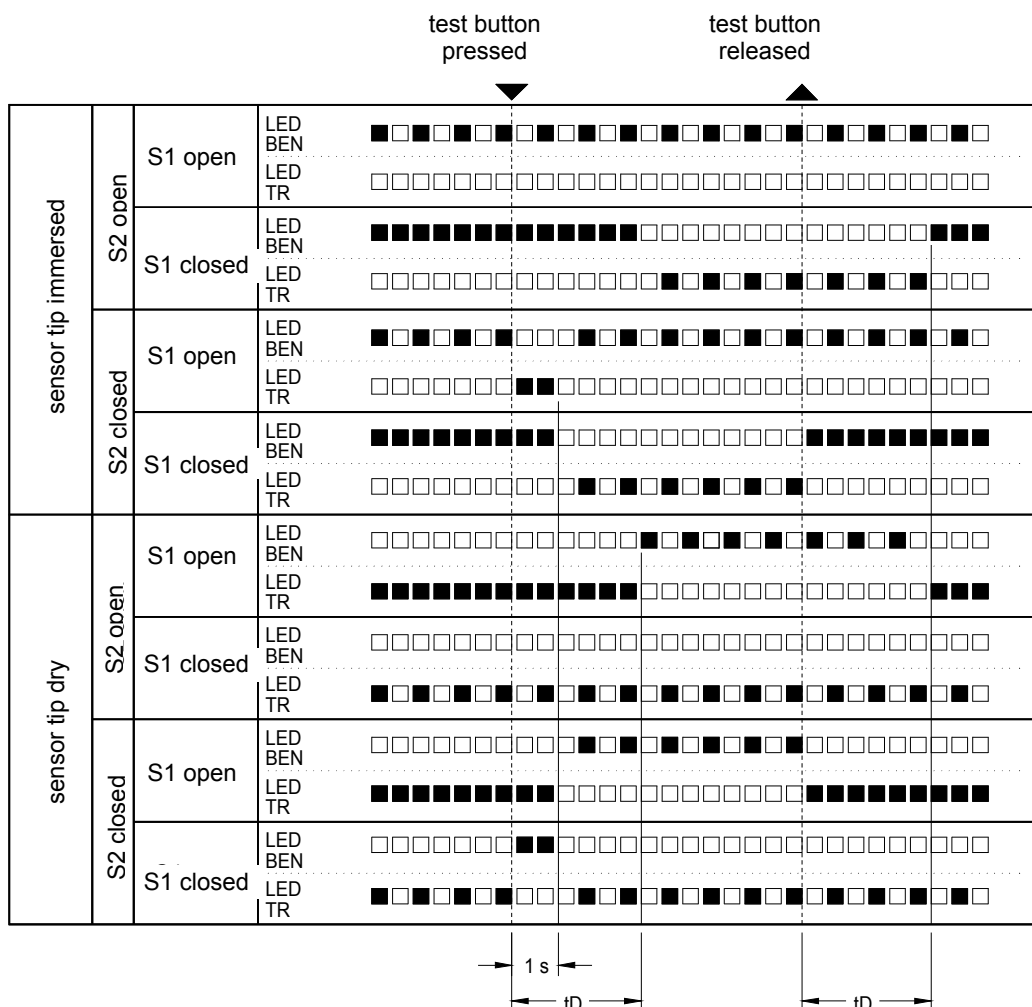 test button
pressed
test button
released
sensor tip immersed
S2 open
S1 open
LED
BEN
LED
TR
S1 closed
LED
BEN
LED
TR
S2 closed
S1 open
LED
BEN
LED
TR
S1 closed
LED
BEN
LED
TR
sensor tip dry
S2 open
S1 open
LED
BEN
LED
TR
S1 closed
LED
BEN
LED
TR
S2 closed
S1 open
LED
BEN
LED
TR
S1 closed
LED
BEN
LED
TR
1 s
tD
tD